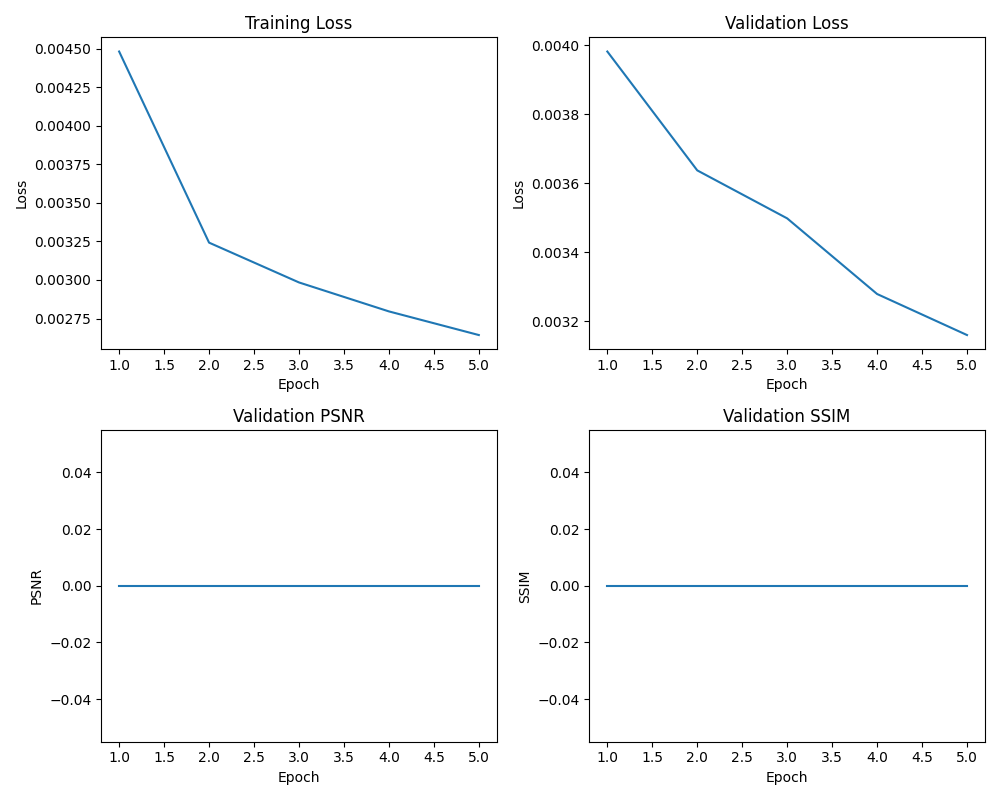 Training Loss
0.00450
0.00425
0.00400
0.00375
0.00350
0.00325
0.00300
0.00275
Loss
1.0 1.5 2.0 2.5 3.0 3.5 4.0 4.5 5.0
Epoch
Validation Loss
0.0040
0.0038
0.0036
0.0034
0.0032
Loss
1.0 1.5 2.0 2.5 3.0 3.5 4.0 4.5 5.0
Epoch
Validation PSNR
0.04
0.02
0.00
−0.02
−0.04
PSNR
1.0 1.5 2.0 2.5 3.0 3.5 4.0 4.5 5.0
Epoch
Validation SSIM
0.04
0.02
0.00
−0.02
−0.04
SSIM
1.0 1.5 2.0 2.5 3.0 3.5 4.0 4.5 5.0
Epoch